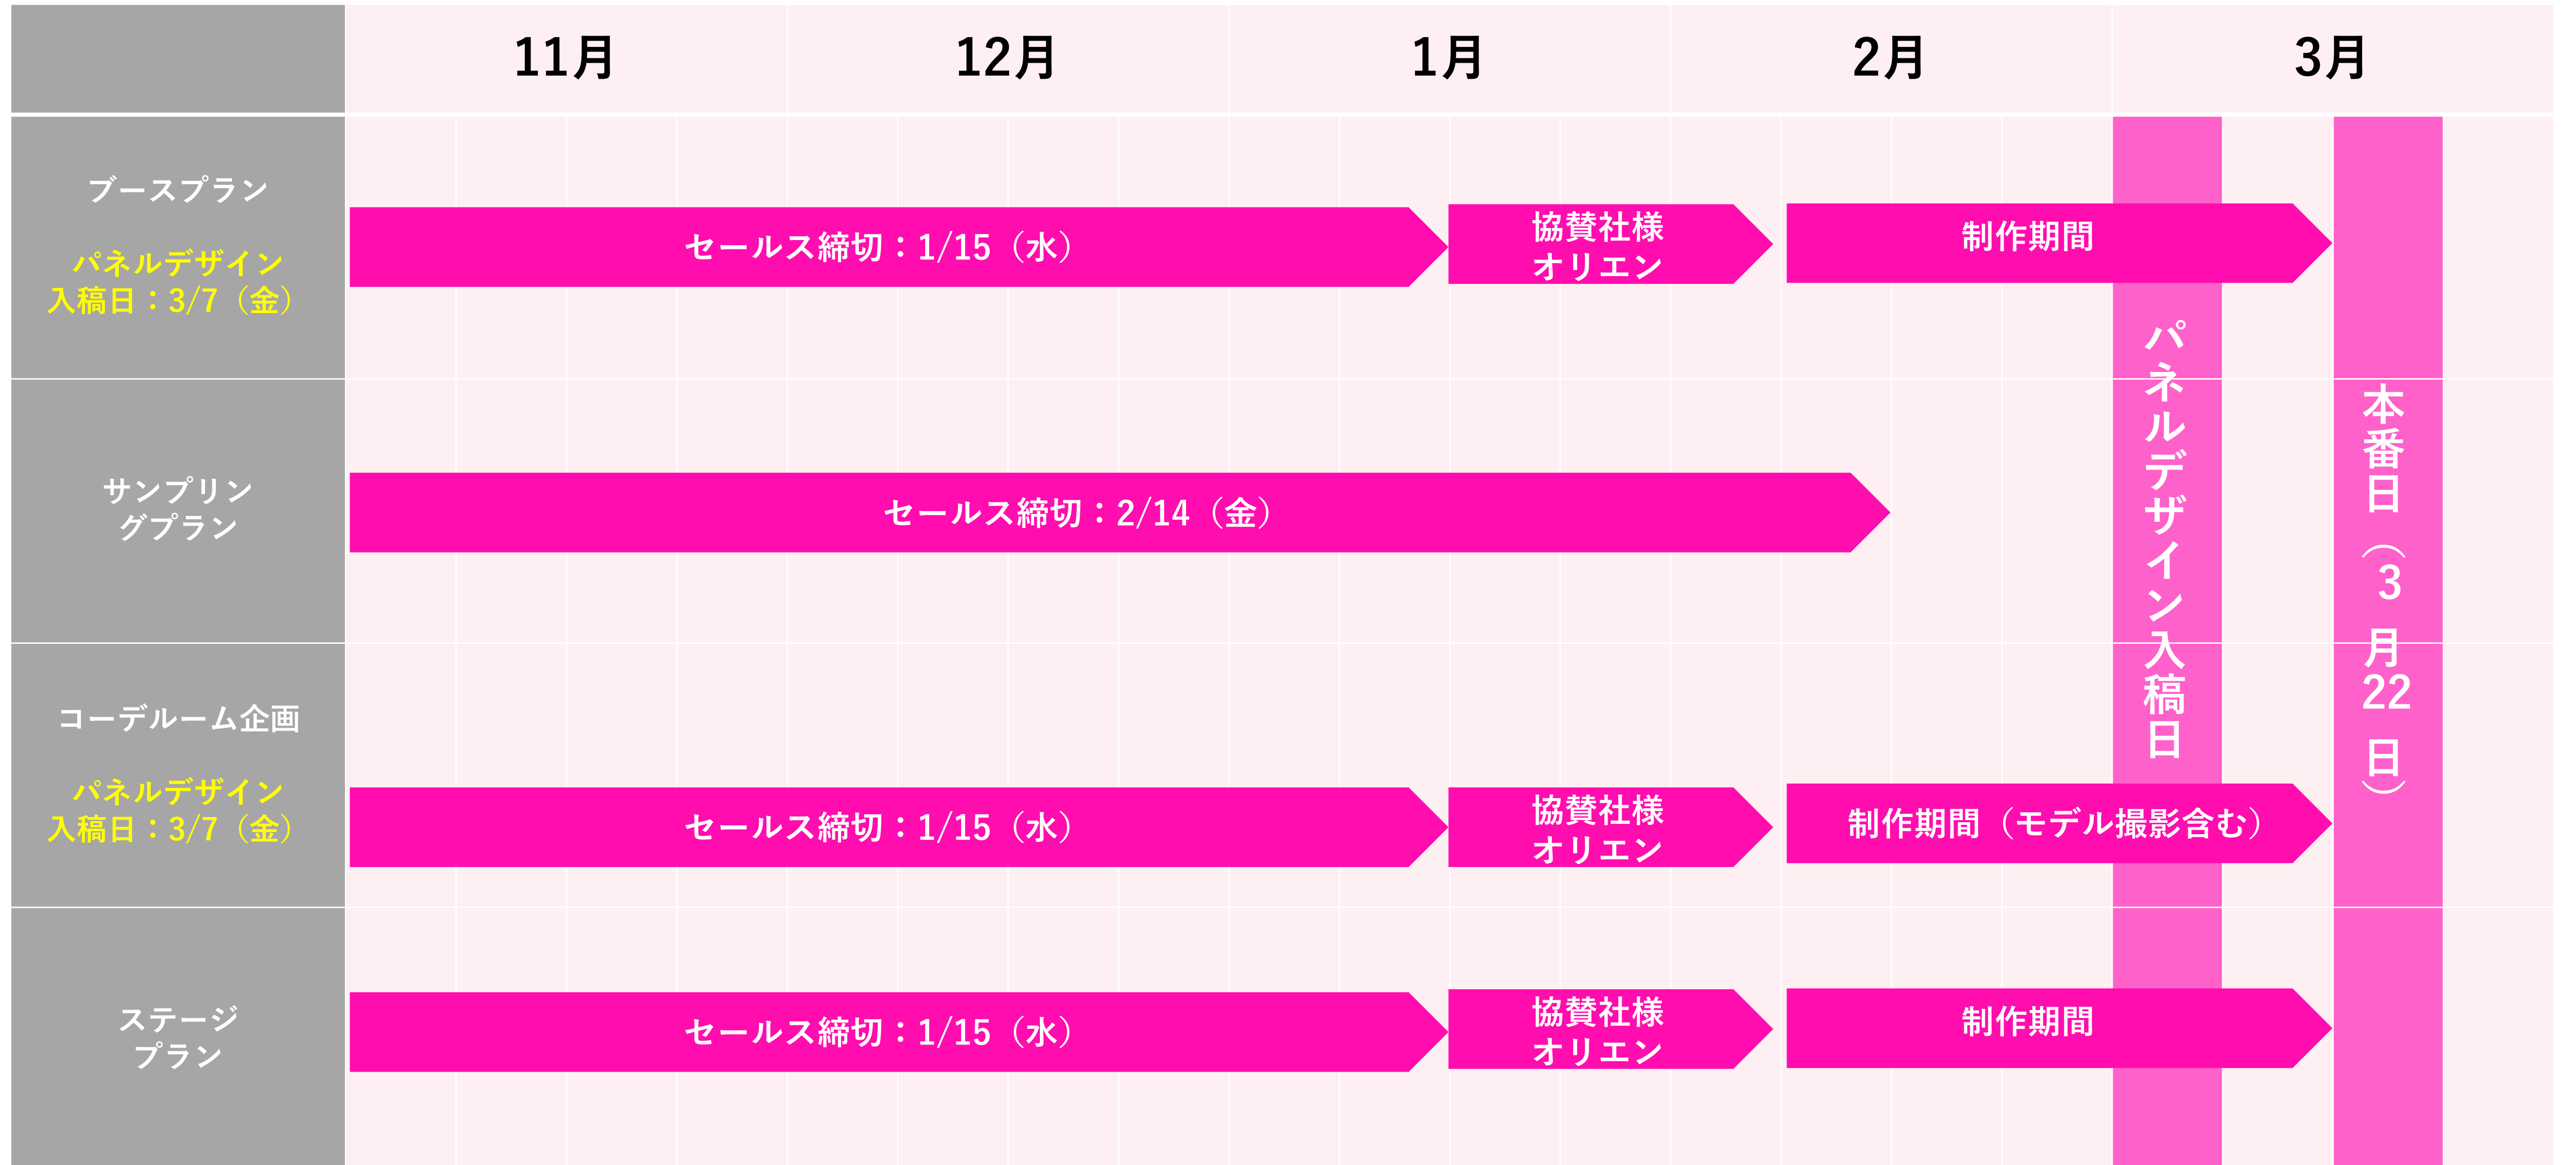 11月
12月
1月
2月
3月
ブースプラン
パネルデザイン
入稿日：3/7（金）
セールス締切：1/15（水）
協賛社様
オリエン
制作期間
サンプリン
グプラン
セールス締切：2/14（金）
コーデルーム企画
パネルデザイン
入稿日：3/7（金）
セールス締切：1/15（水）
協賛社様
オリエン
制作期間（モデル撮影含む）
ステージ
プラン
セールス締切：1/15（水）
協賛社様
オリエン
制作期間
パネルデザイン入稿日
本番日（3月22日）